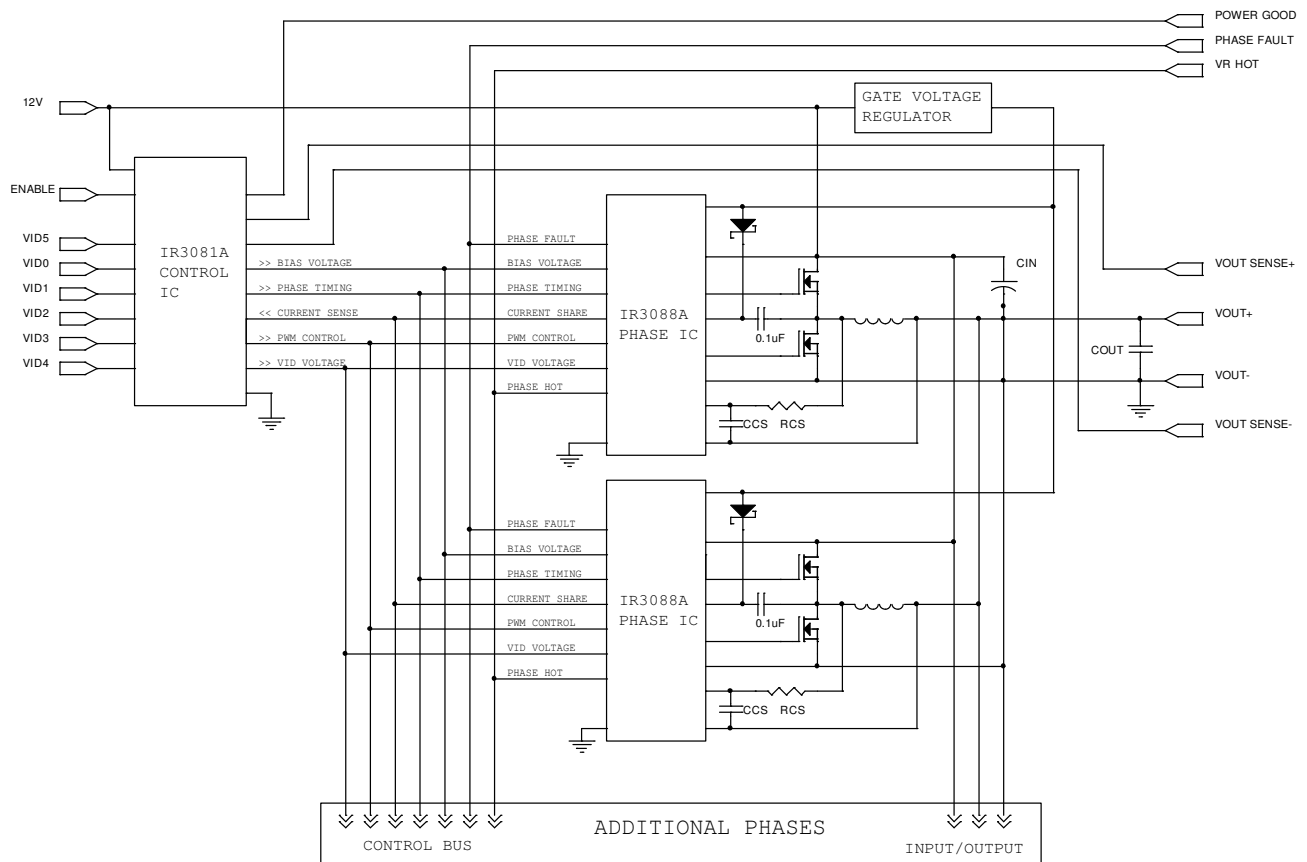 POWER GOOD
PHASE FAULT
VR HOT
12V
GATE VOLTAGE
REGULATOR
ENABLE
VID5
VID0
VID1
VID2
VID3
VID4
IR3081A
CONTROL
IC
>> BIAS VOLTAGE
>> PHASE TIMING
<< CURRENT SENSE
>> PWM CONTROL
>> VID VOLTAGE
PHASE FAULT
BIAS VOLTAGE
PHASE TIMING
CURRENT SHARE
PWM CONTROL
VID VOLTAGE
PHASE HOT
IR3088A
PHASE IC
0.1uF
CCS
RCS
CIN
COUT
VOUT SENSE+
VOUT+
VOUT-
VOUT SENSE-
PHASE FAULT
BIAS VOLTAGE
PHASE TIMING
CURRENT SHARE
PWM CONTROL
VID VOLTAGE
PHASE HOT
IR3088A
PHASE IC
0.1uF
CCS
RCS
ADDITIONAL PHASES
CONTROL BUS
INPUT/OUTPUT